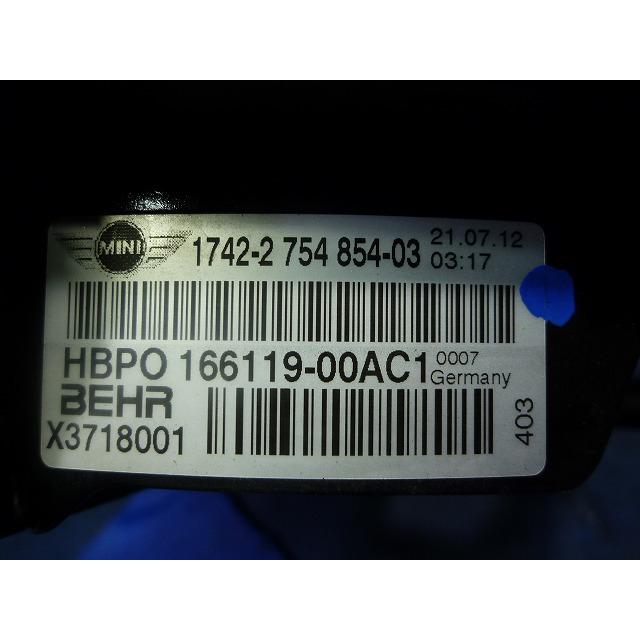 MINI
1742-2 754 854-03
21.07.12
03:17
HBPO 166119-00AC1
0007
Germany
BEHR
X3718001
403